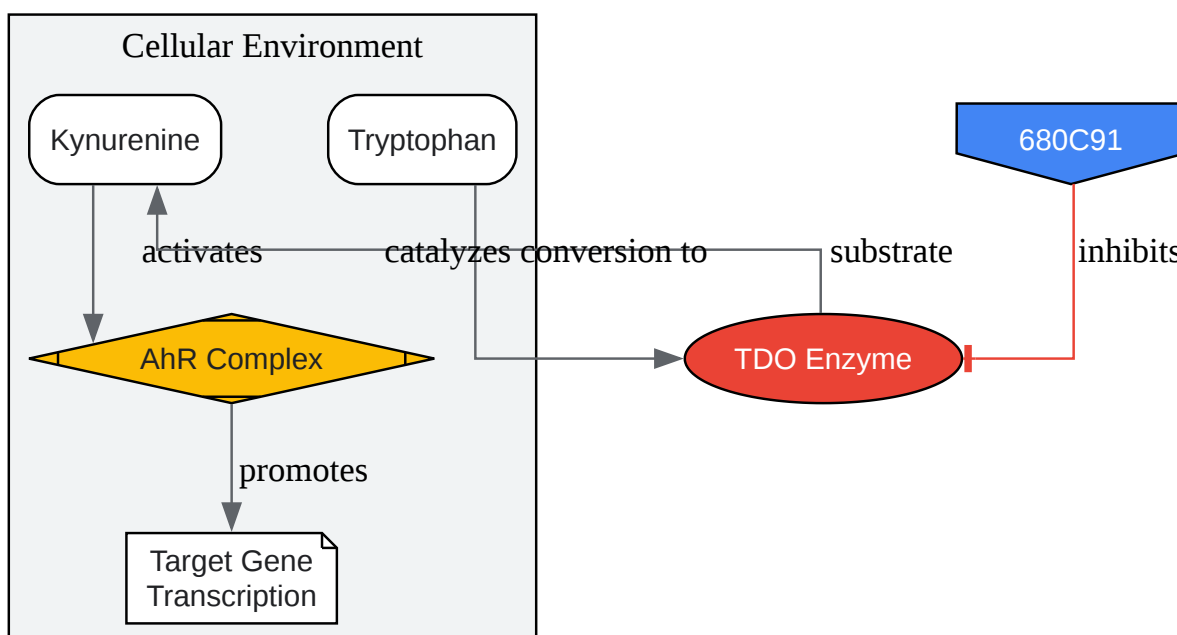 Cellular Environment
Kynurenine
Tryptophan
680C91
activates
catalyzes conversion to
substrate
inhibits
AhR Complex
TDO Enzyme
promotes
Target Gene
Transcription